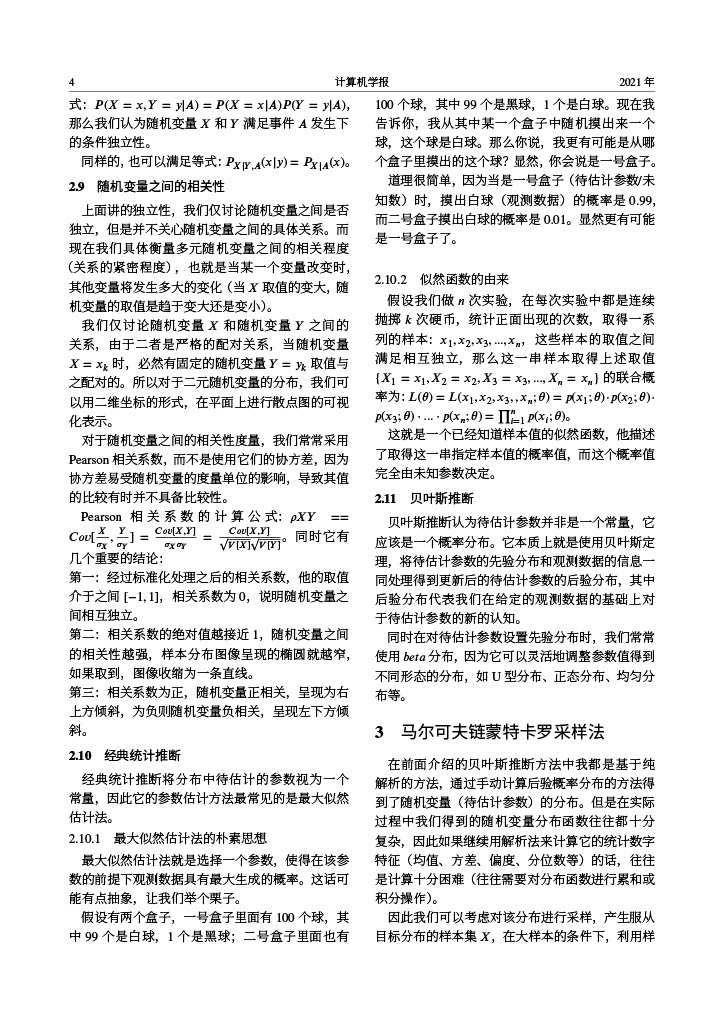 4 计算机学报 2021 年
式：P(X = x, Y = y|A) = P(X = x|A)P(Y = y|A),
那么我们认为随机变量 X 和 Y 满足事件 A 发生下
的条件独立性。
同样的, 也可以满足等式：P_{X|Y,A}(x|y) = P_{X|A}(x)。
2.9 随机变量之间的相关性
上面讲的独立性，我们仅讨论随机变量之间是否
独立，但是并不关心随机变量之间的具体关系。而
现在我们具体衡量多元随机变量之间的相关程度
（关系的紧密程度），也就是当某一个变量改变时，
其他变量将发生多大的变化（当 X 取值的变大，随
机变量的取值是趋于变大还是变小）。
我们仅讨论随机变量 X 和随机变量 Y 之间的
关系，由于二者是严格的配对关系，当随机变量
X = x_k 时，必然有固定的随机变量 Y = y_k 取值与
之配对的。所以对于二元随机变量的分布，我们可
以用二维坐标的形式，在平面上进行散点图的可视
化表示。
对于随机变量之间的相关性度量，我们常常采用
Pearson 相关系数，而不是使用它们的协方差，因为
协方差易受随机变量的度量单位的影响，导致其值
的比较有时并不具备比较性。
Pearson 相关系数的计算公式: ρXY ==
Cov[X/σ_X, Y/σ_Y] = Cov[X,Y]/σ_Xσ_Y = Cov[X,Y]/√V[X]√V[Y]。同时它有
几个重要的结论：
第一：经过标准化处理之后的相关系数，他的取值
介于之间 [−1, 1]，相关系数为 0，说明随机变量之
间相互独立。
第二：相关系数的绝对值越接近 1，随机变量之间
的相关性越强，样本分布图像呈现的椭圆就越窄，
如果取到，图像收缩为一条直线。
第三：相关系数为正，随机变量正相关，呈现为右
上方倾斜，为负则随机变量负相关，呈现左下方倾
斜。
2.10 经典统计推断
经典统计推断将分布中待估计的参数视为一个
常量，因此它的参数估计方法最常见的是最大似然
估计法。
2.10.1 最大似然估计法的朴素思想
最大似然估计法就是选择一个参数，使得在该参
数的前提下观测数据具有最大生成的概率。这话可
能有点抽象，让我们举个栗子。
假设有两个盒子，一号盒子里面有 100 个球，其
中 99 个是白球，1 个是黑球；二号盒子里面也有
100 个球，其中 99 个是黑球，1 个是白球。现在我
告诉你，我从其中某一个盒子中随机摸出来一个
球，这个球是白球。那么你说，我更有可能是从哪
个盒子里摸出的这个球？显然，你会说是一号盒子。
道理很简单，因为当是一号盒子（待估计参数/未
知数）时，摸出白球（观测数据）的概率是 0.99,
而二号盒子摸出白球的概率是 0.01。显然更有可能
是一号盒子了。
2.10.2 似然函数的由来
假设我们做 n 次实验，在每次实验中都是连续
抛掷 k 次硬币，统计正面出现的次数，取得一系
列的样本：x₁, x₂, x₃, ..., xₙ，这些样本的取值之间
满足相互独立，那么这一串样本取得上述取值
{X₁ = x₁, X₂ = x₂, X₃ = x₃, ..., Xₙ = xₙ} 的联合概
率为：L(θ) = L(x₁, x₂, x₃, , xₙ; θ) = p(x₁; θ)·p(x₂; θ)·
p(x₃; θ) · ... · p(xₙ; θ) = ∏ⁿᵢ₌₁ p(xᵢ; θ)。
这就是一个已经知道样本值的似然函数，他描述
了取得这一串指定样本值的概率值，而这个概率值
完全由未知参数决定。
2.11 贝叶斯推断
贝叶斯推断认为待估计参数并非是一个常量，它
应该是一个概率分布。它本质上就是使用贝叶斯定
理，将待估计参数的先验分布和观测数据的信息一
同处理得到更新后的待估计参数的后验分布，其中
后验分布代表我们在给定的观测数据的基础上对
于待估计参数的新的认知。
同时在对待估计参数设置先验分布时，我们常常
使用 beta 分布，因为它可以灵活地调整参数值得到
不同形态的分布，如 U 型分布、正态分布、均匀分
布等。
3 马尔可夫链蒙特卡罗采样法
在前面介绍的贝叶斯推断方法中我都是基于纯
解析的方法，通过手动计算后验概率分布的方法得
到了随机变量（待估计参数）的分布。但是在实际
过程中我们得到的随机变量分布函数往往都十分
复杂，因此如果继续用解析法来计算它的统计数字
特征（均值、方差、偏度、分位数等）的话，往往
是计算十分困难（往往需要对分布函数进行累和或
积分操作）。
因此我们可以考虑对该分布进行采样，产生服从
目标分布的样本集 X，在大样本的条件下，利用样